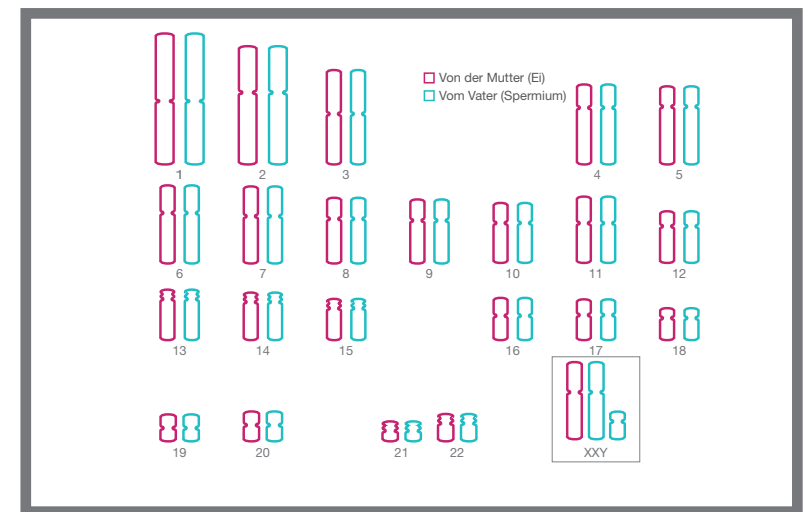 Von der Mutter (Ei)
Vom Vater (Spermium)
1 2 3 4 5
6 7 8 9 10 11 12
13 14 15 16 17 18
19 20 21 22 XXY